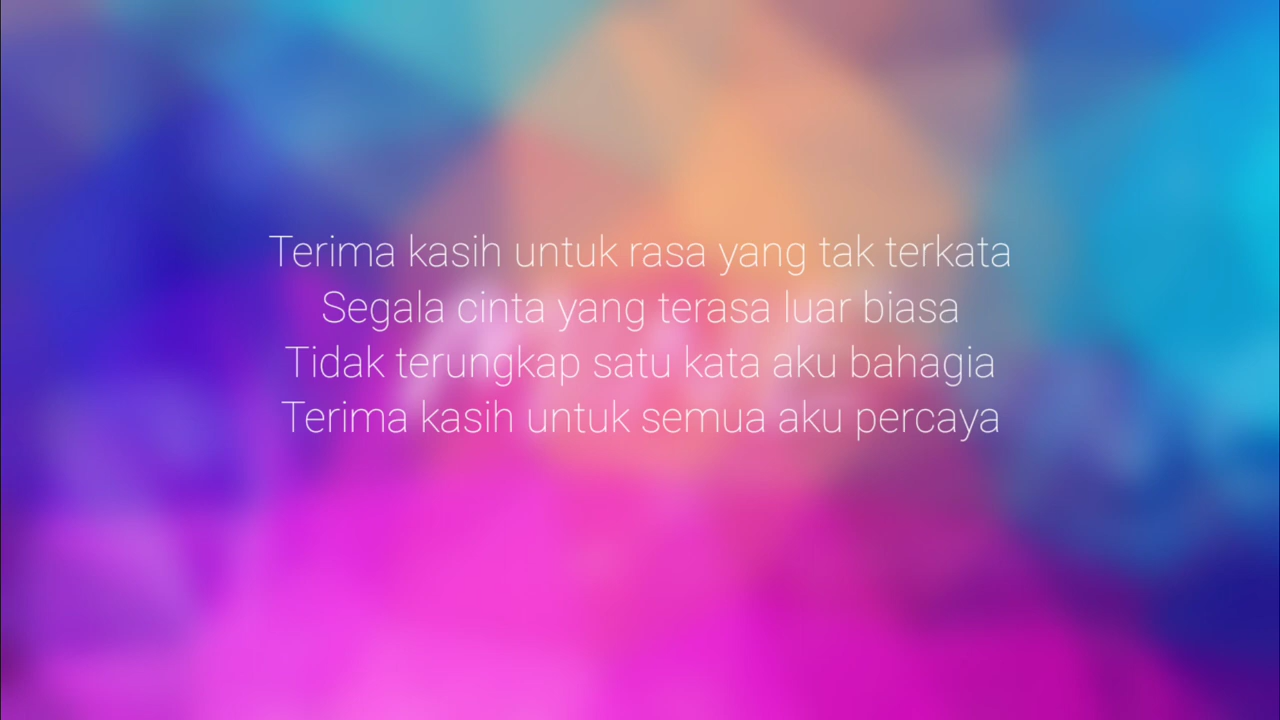 Terima kasih untuk rasa yang tak terkata
Segala cinta yang terasa luar biasa
Tidak terungkap satu kata aku bahagia
Terima kasih untuk semua aku percaya